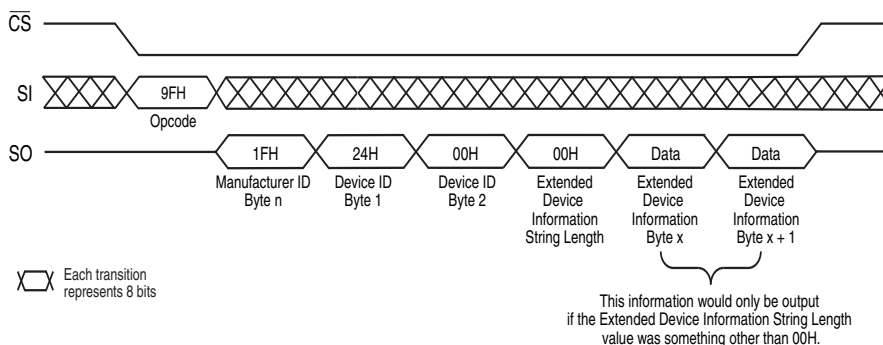 CS
SI
9FH
Opcode
SO
1FH
24H
00H
00H
Data
Data
Manufacturer ID
Byte n
Device ID
Byte 1
Device ID
Byte 2
Extended
Device
Information
String Length
Extended
Device
Information
Byte x
Extended
Device
Information
Byte x + 1
Each transition
represents 8 bits
This information would only be output
if the Extended Device Information String Length
value was something other than 00H.